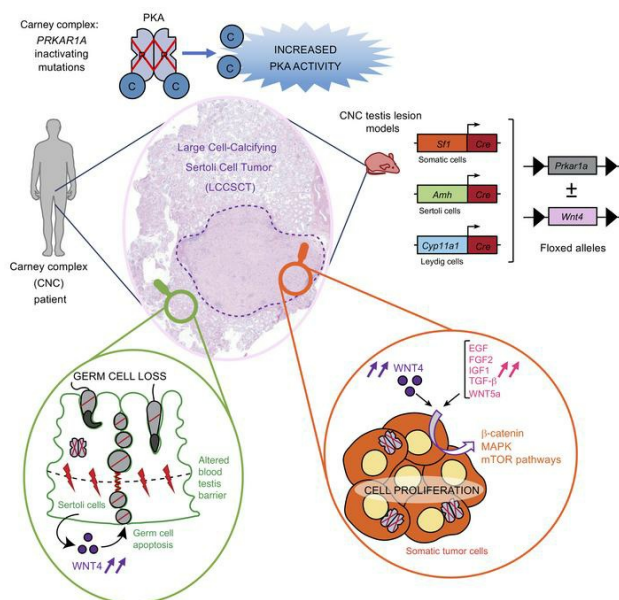 Carney complex:
PRKAR1A
inactivating
mutations
PKA
C
C
C
C
INCREASED
PKA ACTIVITY
Large Cell-Calcifying
Sertoli Cell Tumor
(LCCSCT)
Carney complex
(CNC)
patient
CNC testis lesion
models
Sf1
Cre
Somatic cells
Amh
Cre
Sertoli cells
Cyp11a1
Cre
Leydig cells
Prkar1a
±
Wnt4
Floxed alleles
GERM CELL LOSS
Altered
blood
testis
barrier
Sertoli cells
Germ cell
apoptosis
WNT4
WNT4
EGF
FGF2
IGF1
TGF-β
WNT5a
β-catenin
MAPK
mTOR pathways
CELL PROLIFERATION
Somatic tumor cells